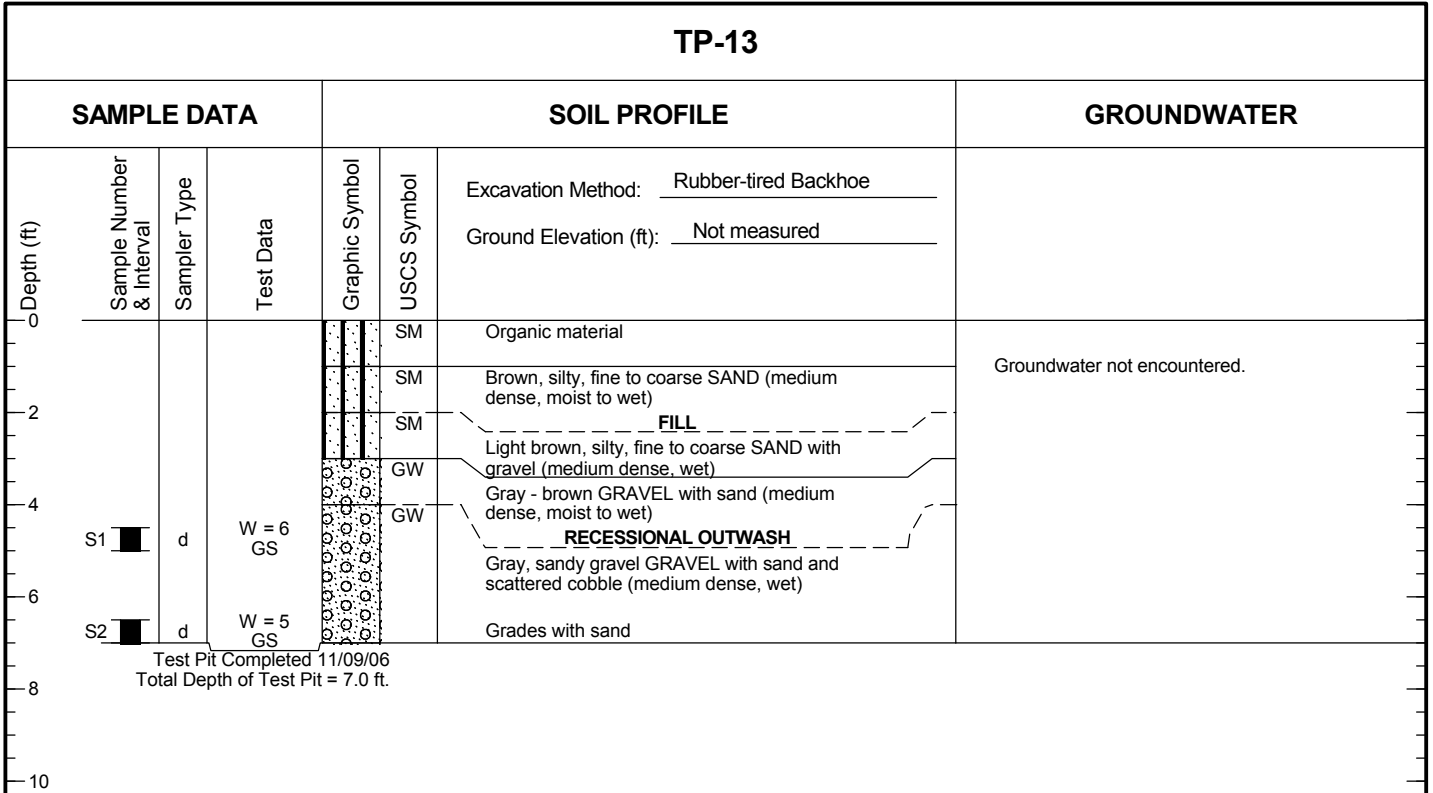 TP-13
SAMPLE DATA
SOIL PROFILE
GROUNDWATER
Depth (ft)
Sample Number
& Interval
Sampler Type
Test Data
Graphic Symbol
USCS Symbol
Excavation Method: Rubber-tired Backhoe
Ground Elevation (ft): Not measured
0
SM
Organic material
Groundwater not encountered.
SM
Brown, silty, fine to coarse SAND (medium
dense, moist to wet)
2
FILL
SM
Light brown, silty, fine to coarse SAND with
gravel (medium dense, wet)
GW
Gray - brown GRAVEL with sand (medium
dense, moist to wet)
4
GW
RECESSIONAL OUTWASH
S1
d
W = 6
GS
Gray, sandy gravel GRAVEL with sand and
scattered cobble (medium dense, wet)
6
S2
d
W = 5
GS
Grades with sand
Test Pit Completed 11/09/06
Total Depth of Test Pit = 7.0 ft.
8
10